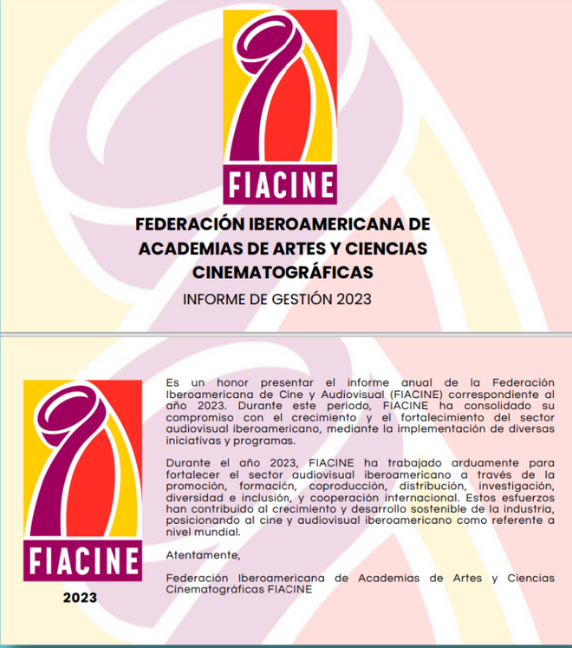 FIACINE
FEDERACIÓN IBEROAMERICANA DE
ACADEMIAS DE ARTES Y CIENCIAS
CINEMATOGRÁFICAS
INFORME DE GESTIÓN 2023
Es un honor presentar el informe anual de la Federación
Iberoamericana de Cine y Audiovisual (FIACINE) correspondiente al
año 2023. Durante este periodo, FIACINE ha consolidado su
compromiso con el crecimiento y el fortalecimiento del sector
audiovisual iberoamericano, mediante la implementación de diversas
iniciativas y programas.
Durante el año 2023, FIACINE ha trabajado arduamente para
fortalecer el sector audiovisual iberoamericano a través de la
promoción, formación, coproducción, distribución, investigación,
diversidad e inclusión, y cooperación internacional. Estos esfuerzos
han contribuido al crecimiento y desarrollo sostenible de la industria,
posicionando al cine y audiovisual iberoamericano como referente a
nivel mundial.
Atentamente,
Federación Iberoamericana de Academias de Artes y Ciencias
Cinematográficas FIACINE
FIACINE
2023